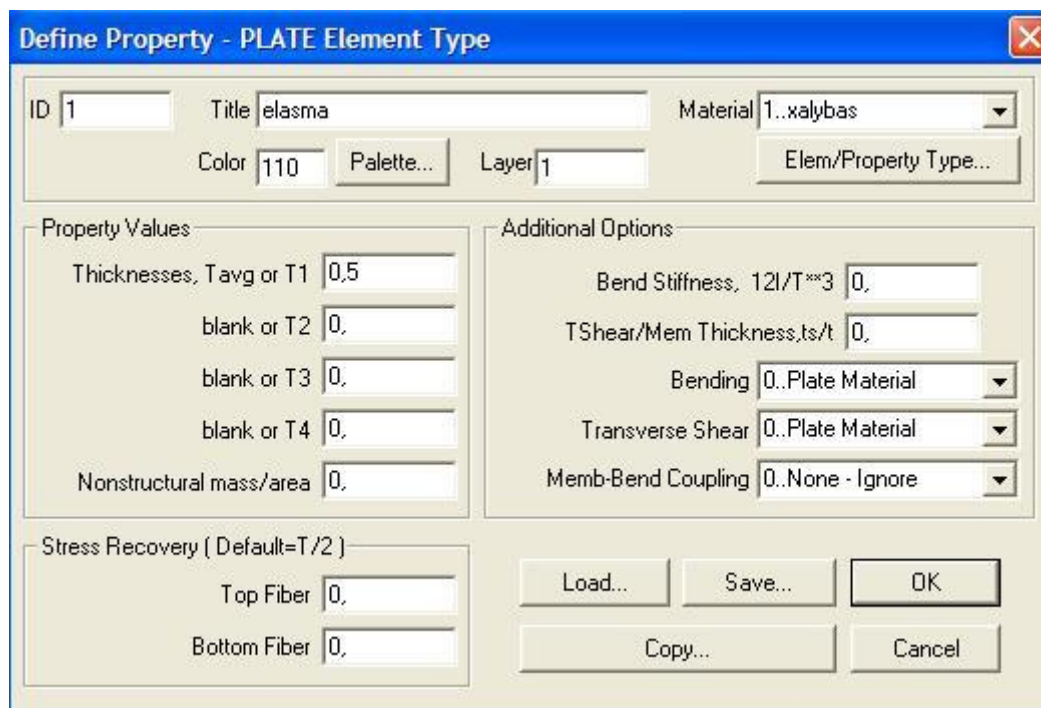 Define Property - PLATE Element Type
ID 1 Title elasma Material 1..xalybas
Color 110 Palette... Layer 1 Elem/Property Type...
Property Values
Thicknesses, Tavg or T1 0,5
blank or T2 0,
blank or T3 0,
blank or T4 0,
Nonstructural mass/area 0,
Additional Options
Bend Stiffness, 12I/T**3 0,
TShear/Mem Thickness,ts/t 0,
Bending 0..Plate Material
Transverse Shear 0..Plate Material
Memb-Bend Coupling 0..None - Ignore
Stress Recovery ( Default=T/2 )
Top Fiber 0,
Bottom Fiber 0,
Load... Save... OK
Copy... Cancel